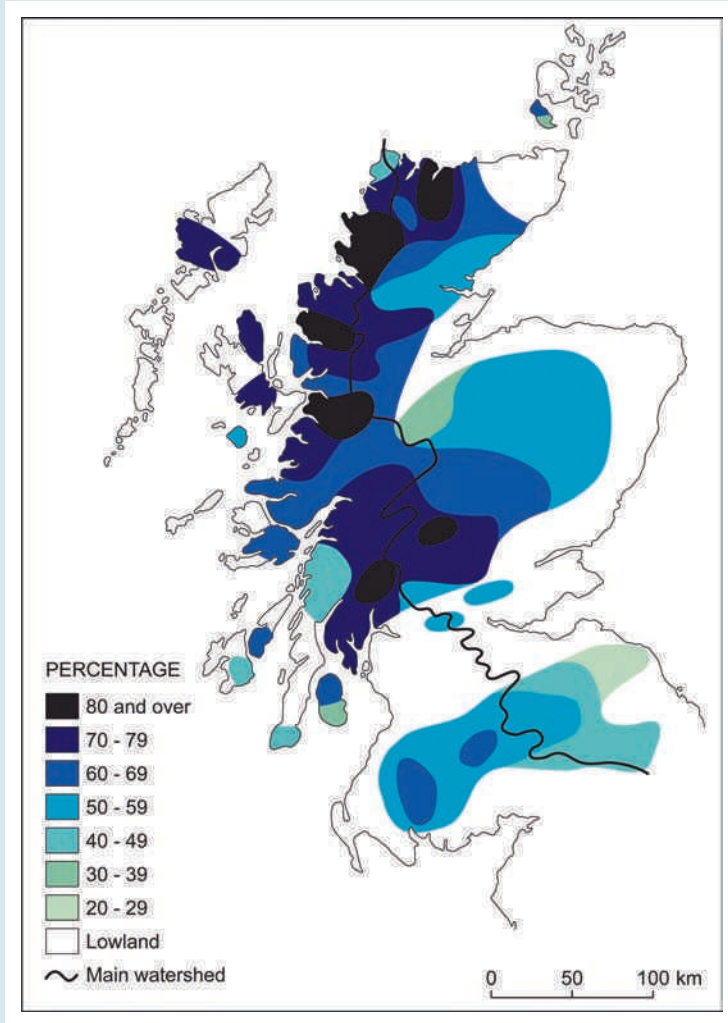 PERCENTAGE
80 and over
70 - 79
60 - 69
50 - 59
40 - 49
30 - 39
20 - 29
Lowland
Main watershed
0 50 100 km